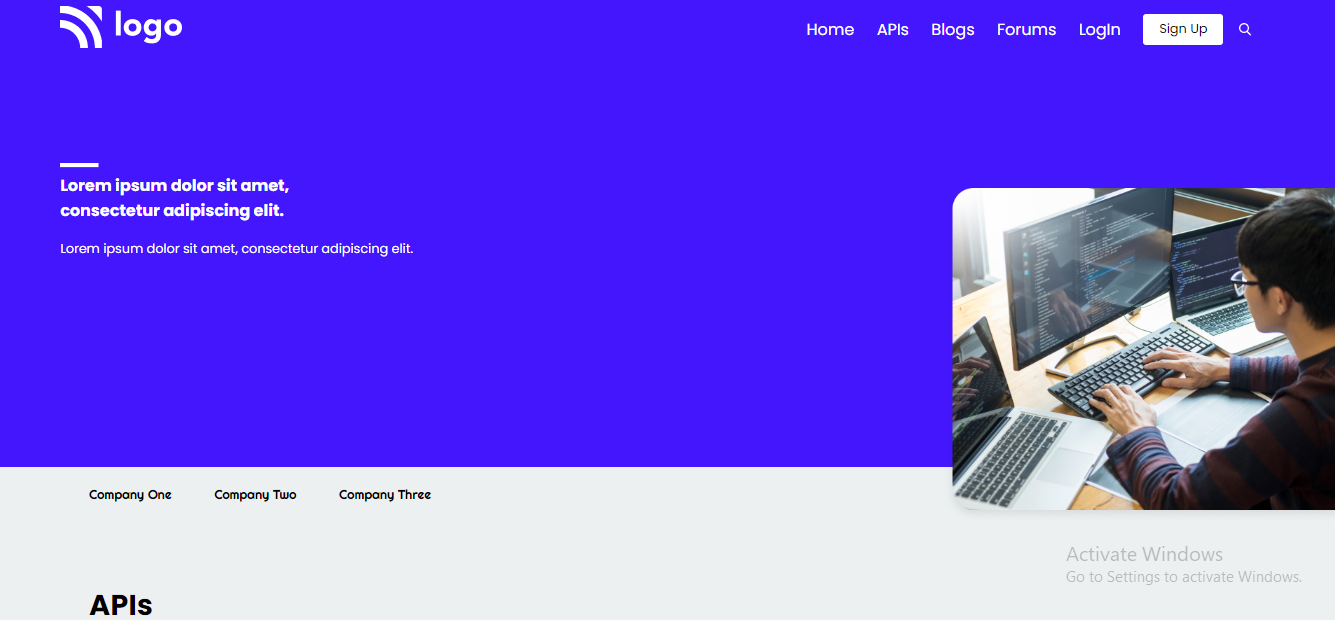 logo
Home APIs Blogs Forums LogIn Sign Up
Lorem ipsum dolor sit amet,
consectetur adipiscing elit.
Lorem ipsum dolor sit amet, consectetur adipiscing elit.
Company One Company Two Company Three
Activate Windows
Go to Settings to activate Windows.
APIs